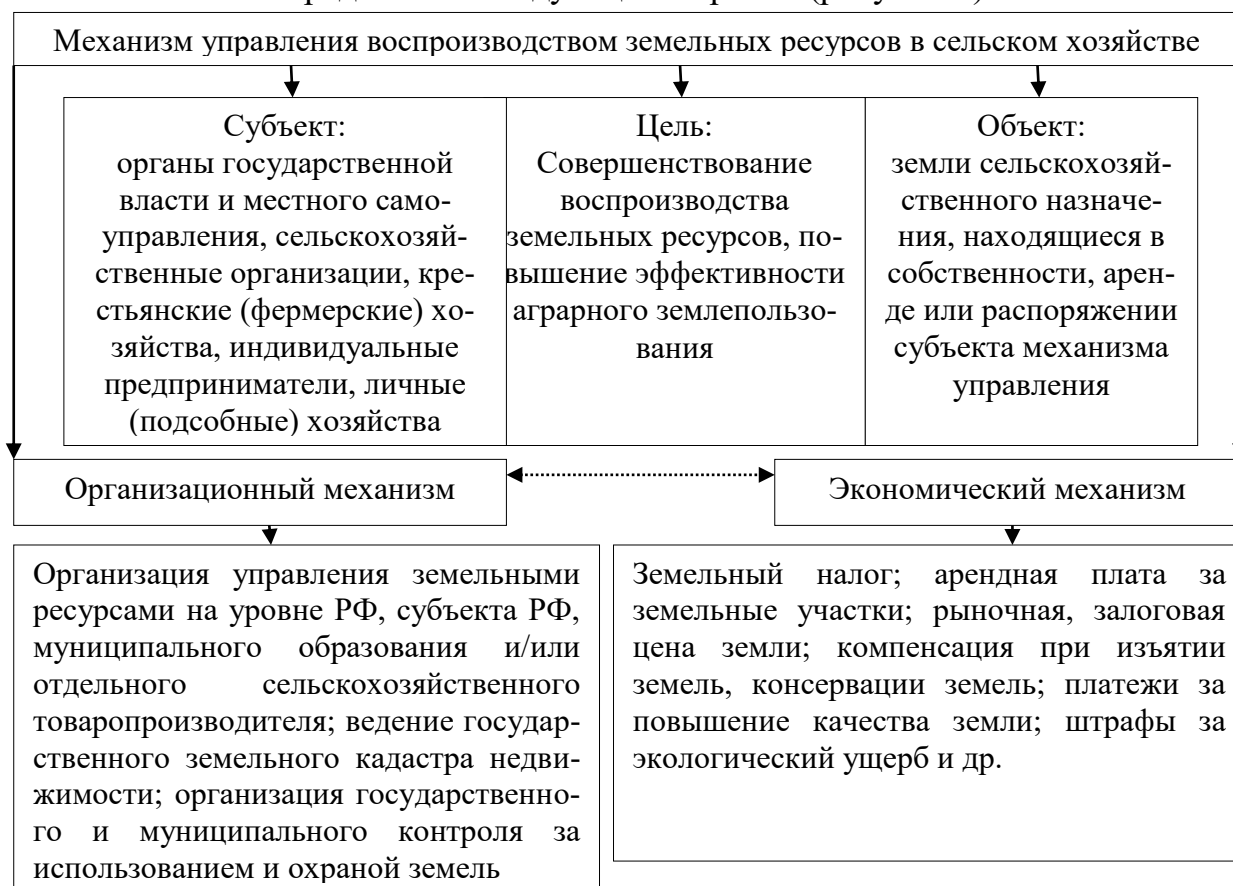 Механизм управления воспроизводством земельных ресурсов в сельском хозяйстве
Субъект:
органы государственной
власти и местного само-
управления, сельскохозяй-
ственные организации, кре-
стьянские (фермерские) хо-
зяйства, индивидуальные
предприниматели, личные
(подсобные) хозяйства
Цель:
Совершенствование
воспроизводства
земельных ресурсов, по-
вышение эффективности
аграрного землепользо-
вания
Объект:
земли сельскохозяй-
ственного назначе-
ния, находящиеся в
собственности, арен-
де или распоряжении
субъекта механизма
управления
Организационный механизм
Экономический механизм
Организация управления земельными
ресурсами на уровне РФ, субъекта РФ,
муниципального образования и/или
отдельного сельскохозяйственного
товаропроизводителя; ведение государ-
ственного земельного кадастра недви-
жимости; организация государственно-
го и муниципального контроля за
использованием и охраной земель
Земельный налог; арендная плата за
земельные участки; рыночная, залоговая
цена земли; компенсация при изъятии
земель, консервации земель; платежи за
повышение качества земли; штрафы за
экологический ущерб и др.